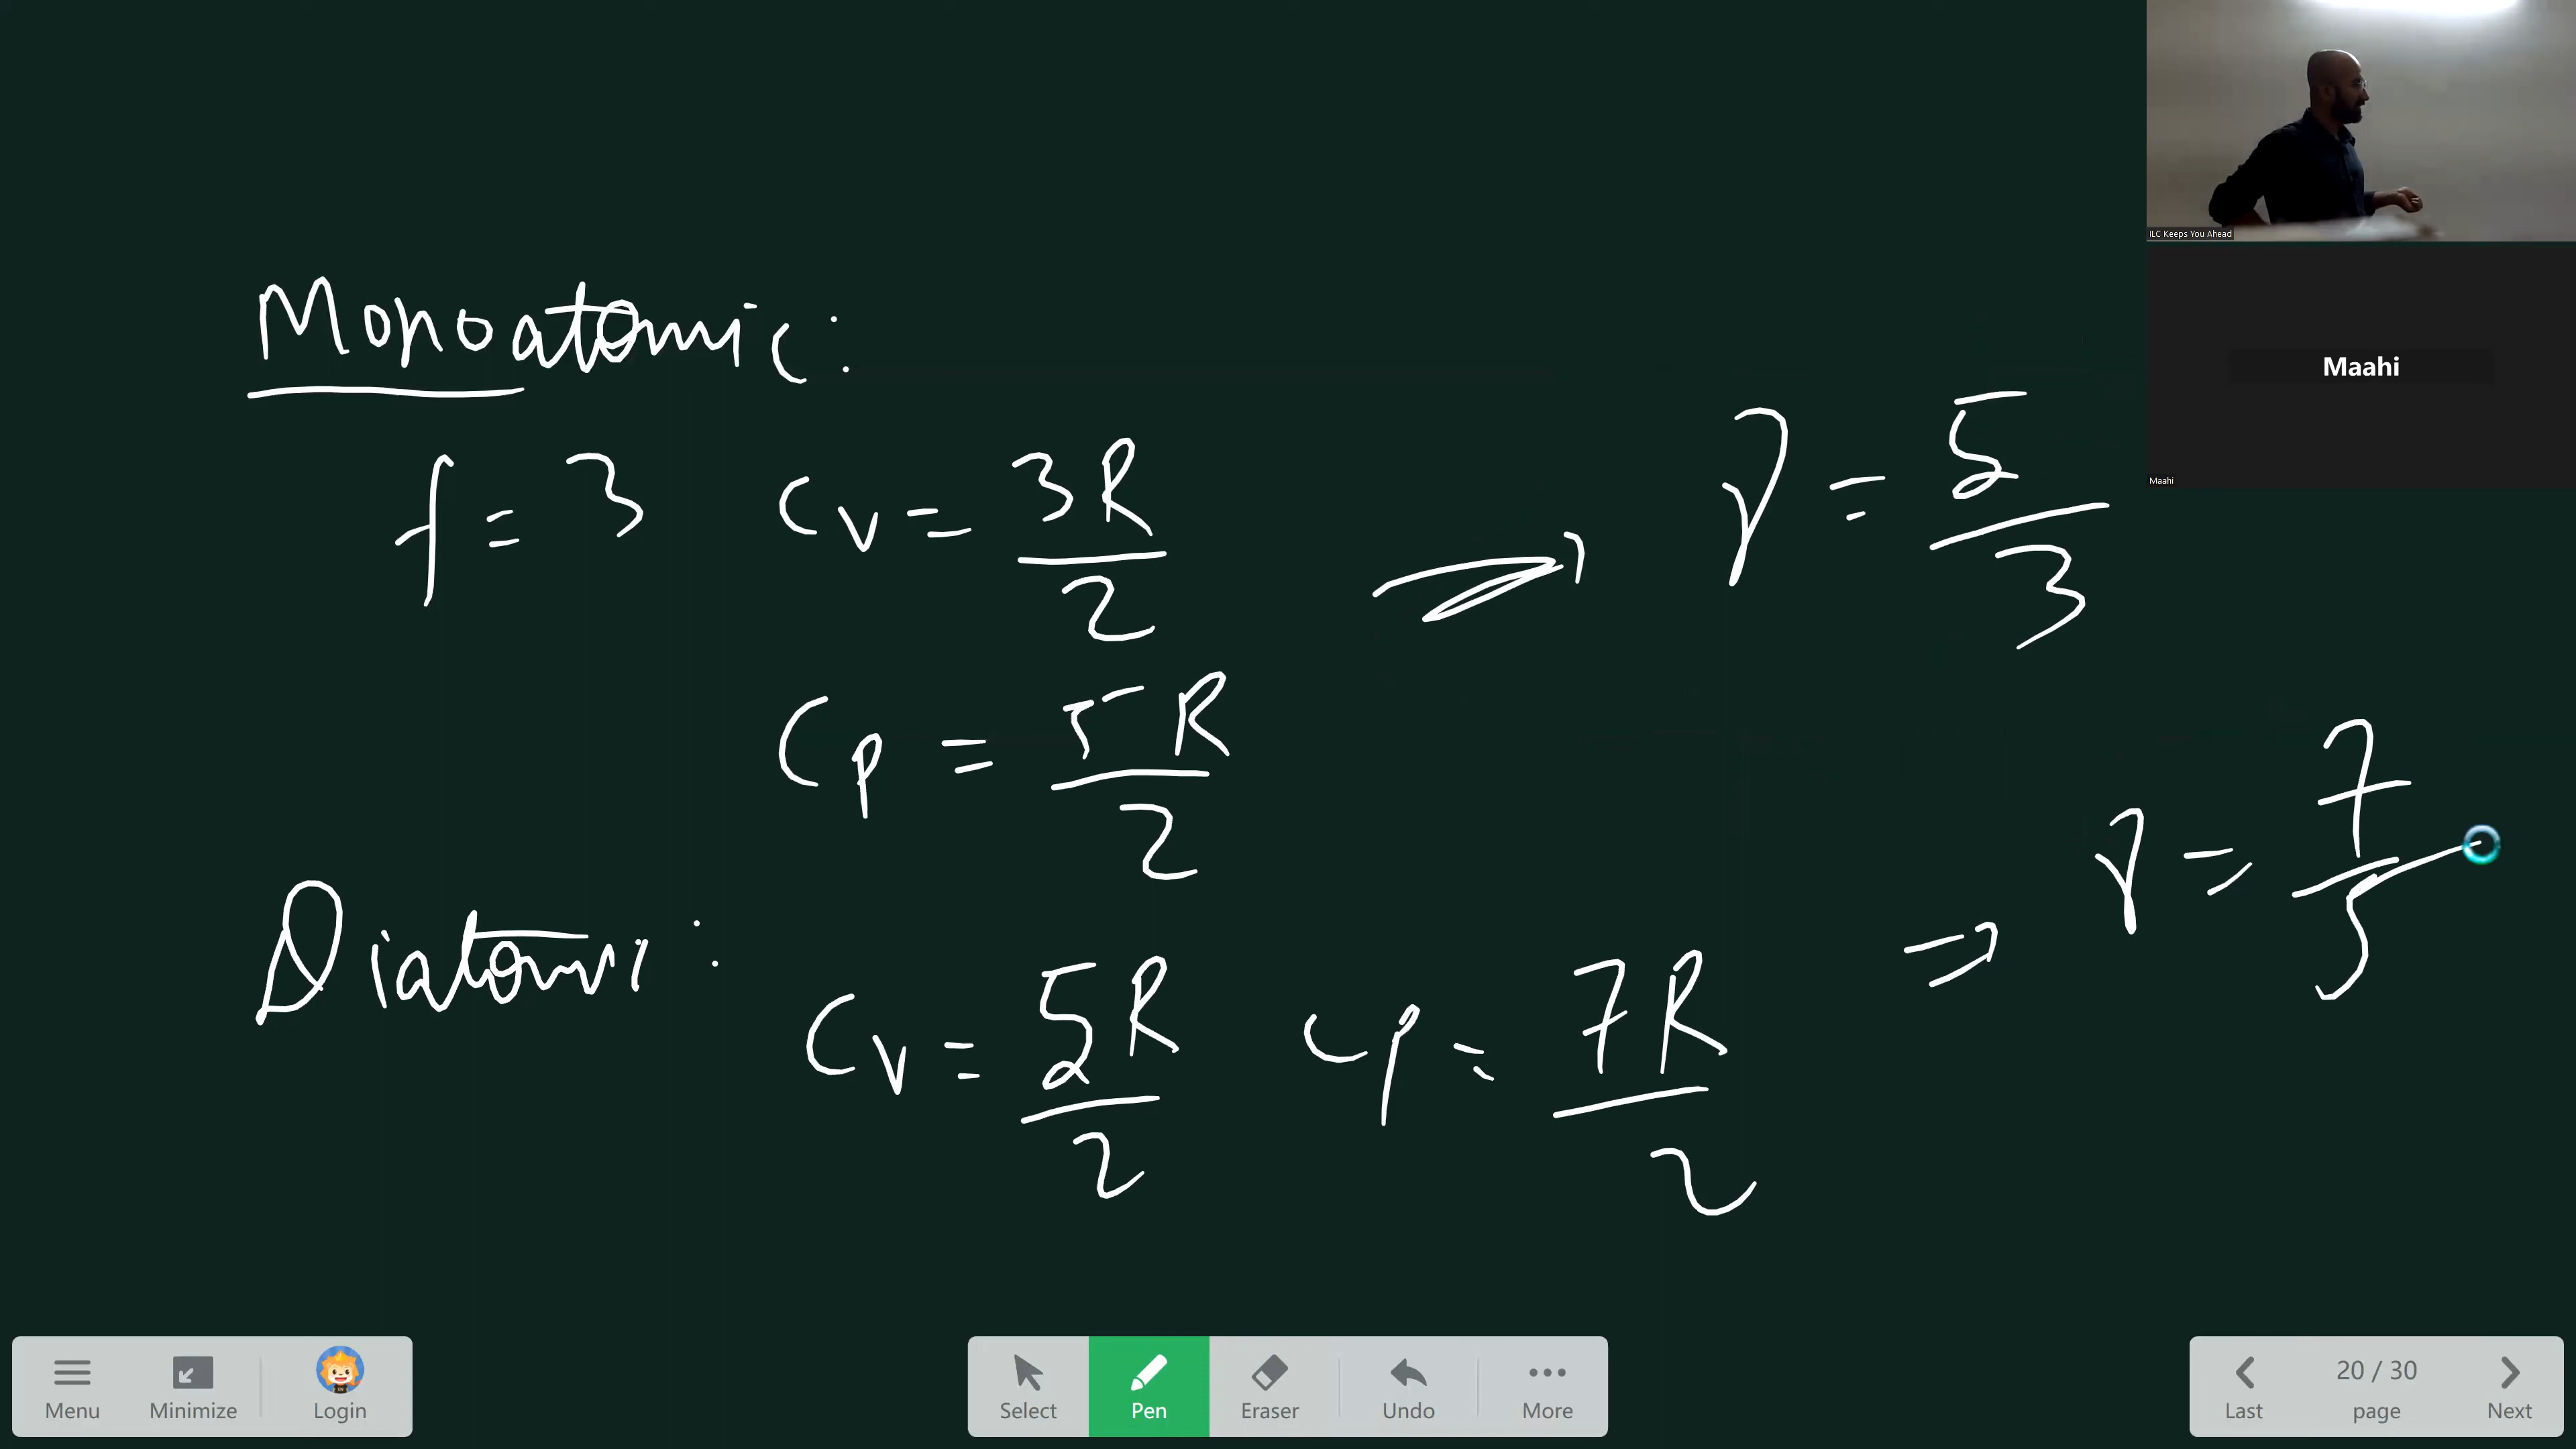 ILC Keeps You Ahead
Maahi
Maahi
Monoatomic:
f = 3 Cv = 3R/2 ⟹ γ = 5/3
Cp = 5R/2
Diatomi:
Cv = 5R/2 Cp = 7R/2 ⇒ γ = 7/5
Menu Minimize Login Select Pen Eraser Undo More Last 20 / 30 page Next